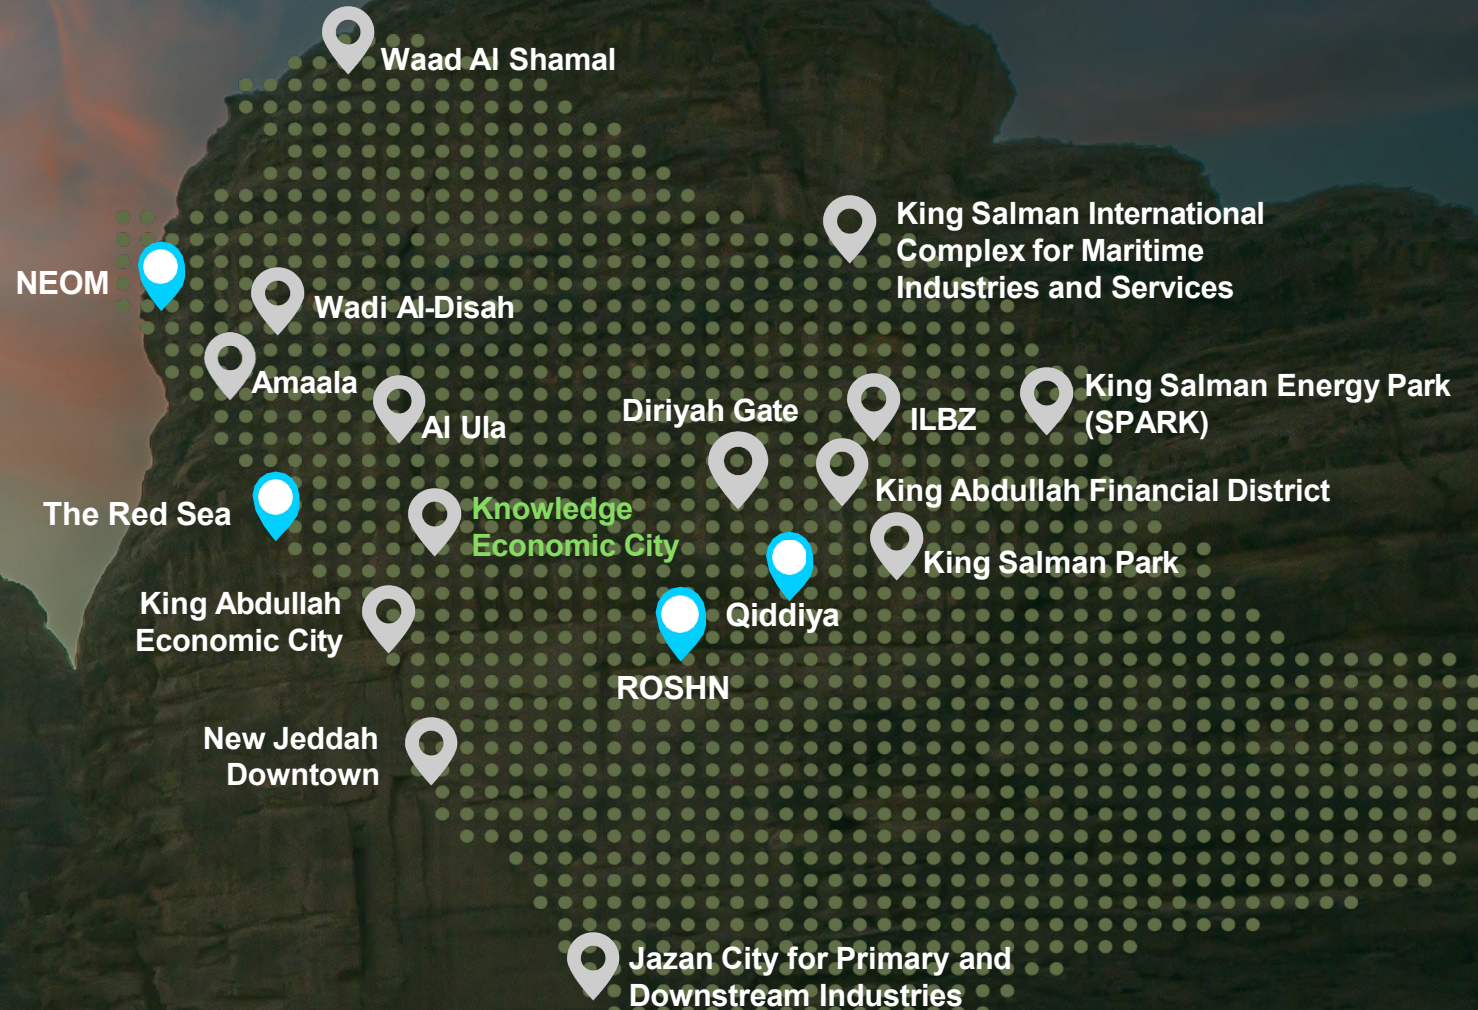 Waad Al Shamal
King Salman International
Complex for Maritime
Industries and Services
NEOM
Wadi Al-Disah
Amaala
Al Ula
Diriyah Gate
ILBZ
King Salman Energy Park
(SPARK)
The Red Sea
Knowledge
Economic City
King Abdullah Financial District
King Salman Park
King Abdullah
Economic City
Qiddiya
ROSHN
New Jeddah
Downtown
Jazan City for Primary and
Downstream Industries